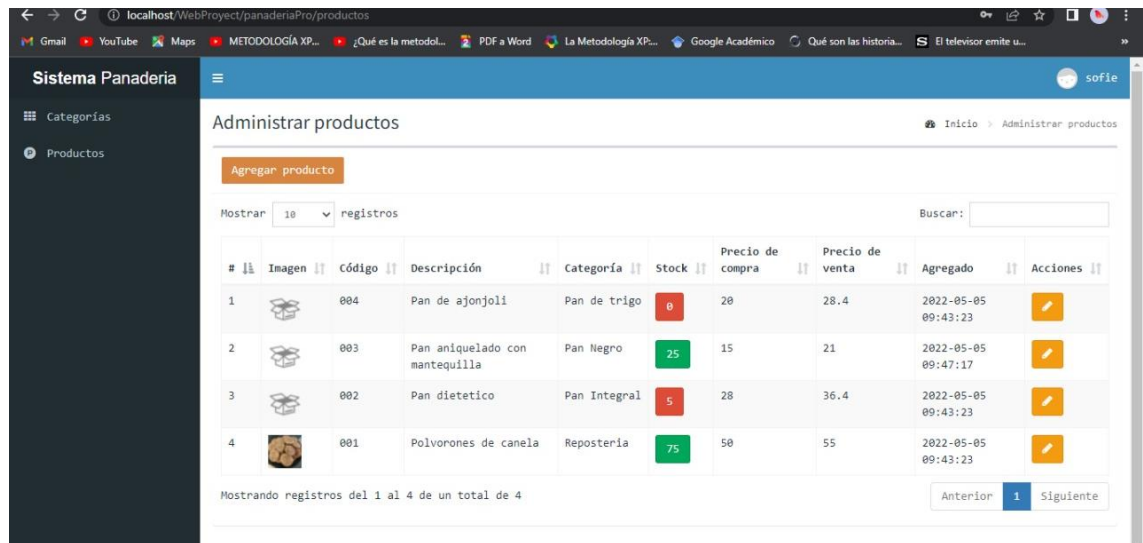 localhost/WebProyect/panaderiaPro/productos
Gmail YouTube Maps METODOLOGÍA XP... ¿Qué es la metodol... PDF a Word La Metodología XP:... Google Académico Qué son las historia... El televisor emite u... »
Sistema Panaderia
sofie
Categorías
Productos
Administrar productos
Inicio > Administrar productos
Agregar producto
Mostrar 10 registros
Buscar:
# Imagen Código Descripción Categoría Stock Precio de compra Precio de venta Agregado Acciones
1 004 Pan de ajonjoli Pan de trigo 0 20 28.4 2022-05-05 09:43:23
2 003 Pan aniquelado con mantequilla Pan Negro 25 15 21 2022-05-05 09:47:17
3 002 Pan dietetico Pan Integral 5 28 36.4 2022-05-05 09:43:23
4 001 Polvorones de canela Reposteria 75 50 55 2022-05-05 09:43:23
Mostrando registros del 1 al 4 de un total de 4
Anterior 1 Siguiente